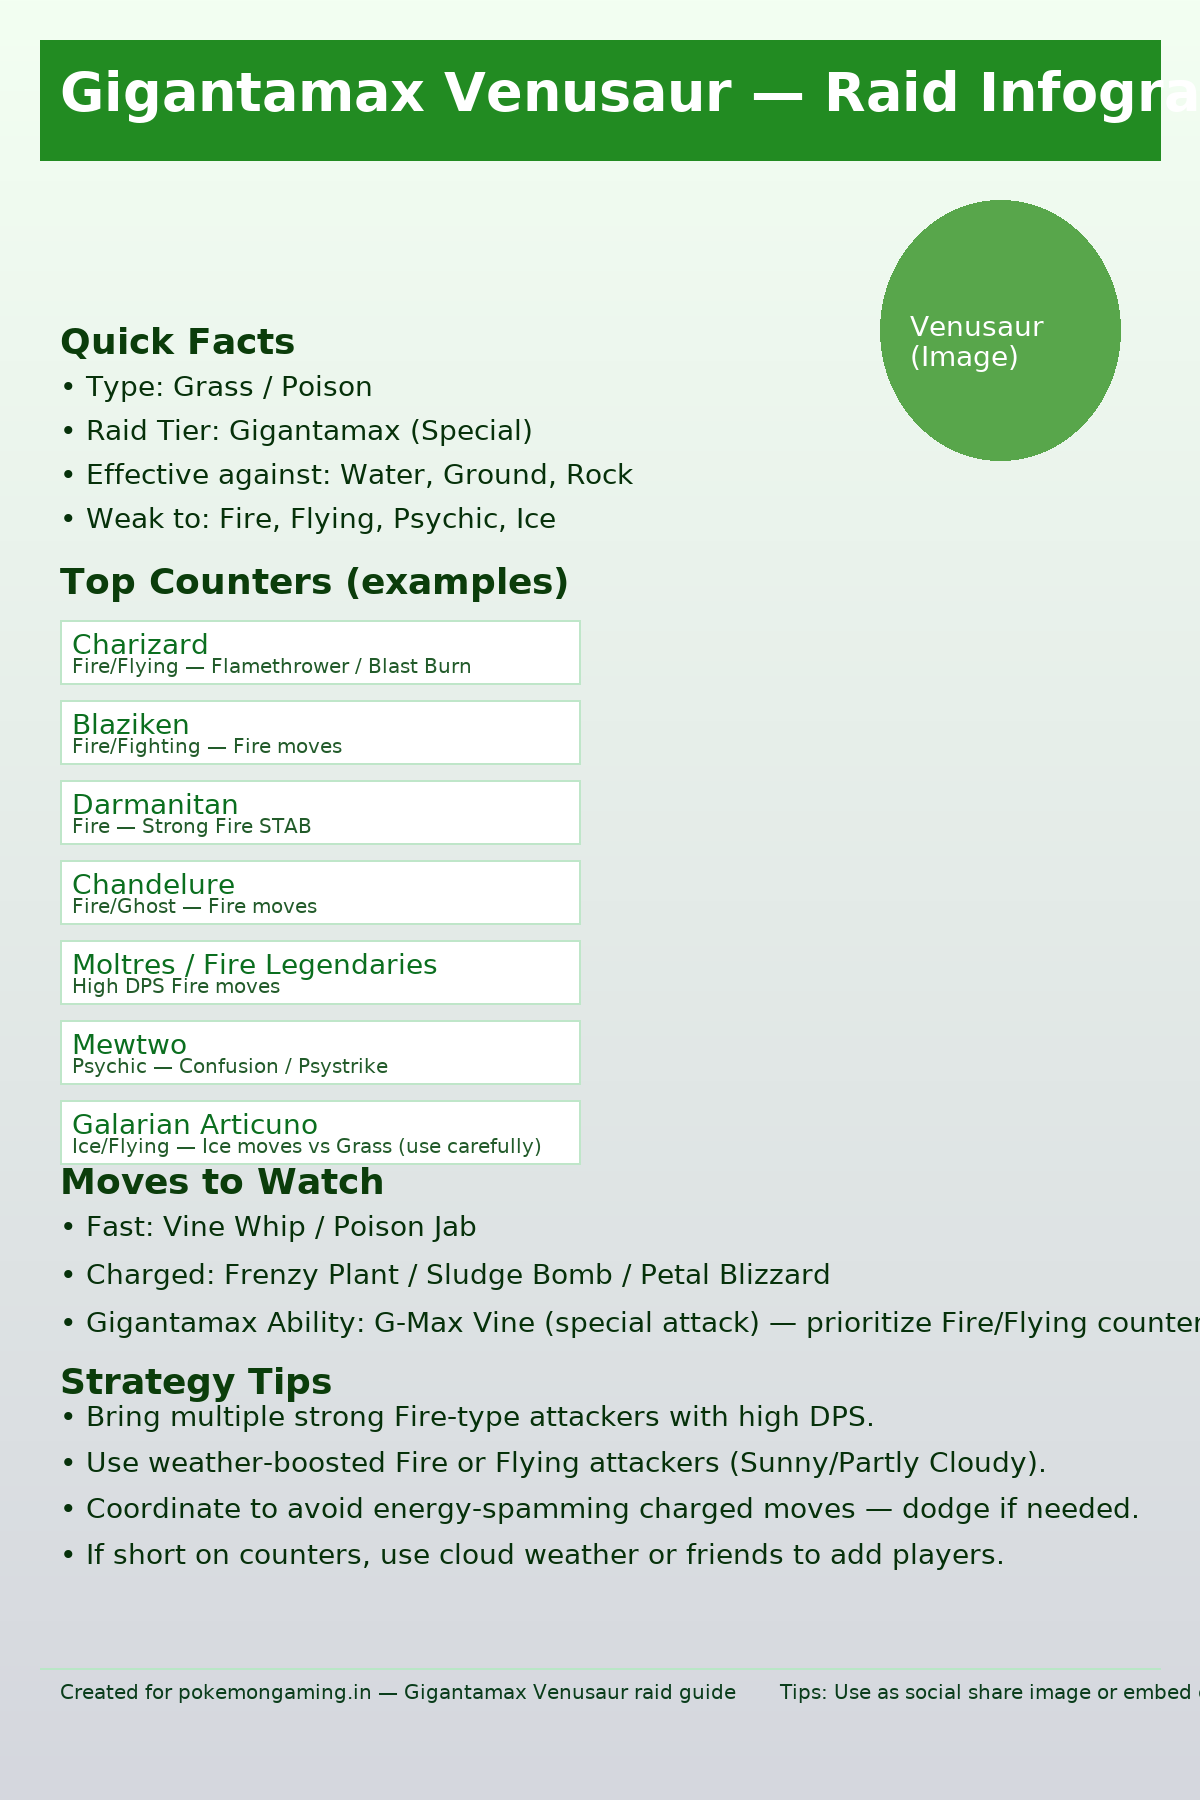 Gigantamax Venusaur — Raid Infogra
Venusaur
(Image)
Quick Facts
• Type: Grass / Poison
• Raid Tier: Gigantamax (Special)
• Effective against: Water, Ground, Rock
• Weak to: Fire, Flying, Psychic, Ice
Top Counters (examples)
Charizard
Fire/Flying — Flamethrower / Blast Burn
Blaziken
Fire/Fighting — Fire moves
Darmanitan
Fire — Strong Fire STAB
Chandelure
Fire/Ghost — Fire moves
Moltres / Fire Legendaries
High DPS Fire moves
Mewtwo
Psychic — Confusion / Psystrike
Galarian Articuno
Ice/Flying — Ice moves vs Grass (use carefully)
Moves to Watch
• Fast: Vine Whip / Poison Jab
• Charged: Frenzy Plant / Sludge Bomb / Petal Blizzard
• Gigantamax Ability: G-Max Vine (special attack) — prioritize Fire/Flying counter
Strategy Tips
• Bring multiple strong Fire-type attackers with high DPS.
• Use weather-boosted Fire or Flying attackers (Sunny/Partly Cloudy).
• Coordinate to avoid energy-spamming charged moves — dodge if needed.
• If short on counters, use cloud weather or friends to add players.
Created for pokemongaming.in — Gigantamax Venusaur raid guide
Tips: Use as social share image or embed